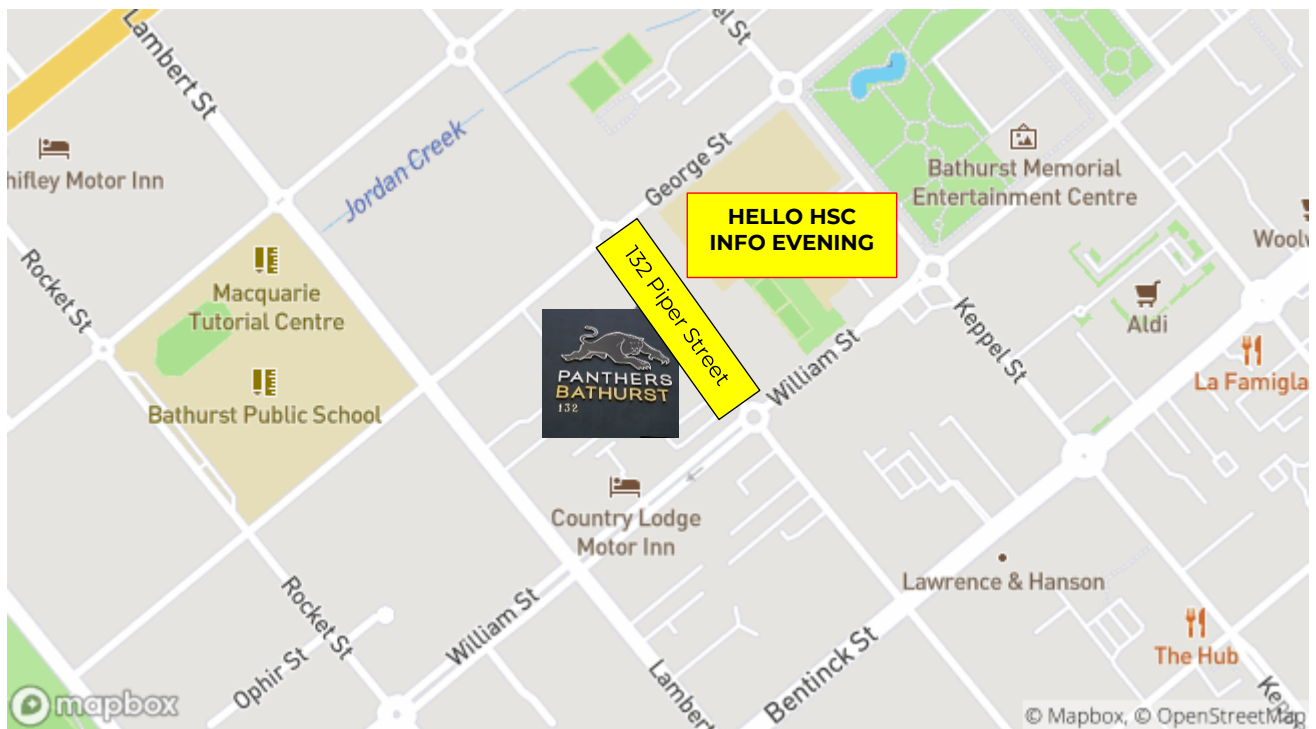 Lambert St
el St
hifley Motor Inn
Jordan Creek
George St
Bathurst Memorial
Entertainment Centre
HELLO HSC
INFO EVENING
Woolw
Rocket St
Macquarie
Tutorial Centre
132 Piper Street
Keppel St
Aldi
PANTHERS
BATHURST
132
William St
La Famigla
Bathurst Public School
Country Lodge
Motor Inn
Lawrence & Hanson
Rocket St
William St
Bentinck St
The Hub
Ophir St
Lambert
Kepp
mapbox
© Mapbox, © OpenStreetMap